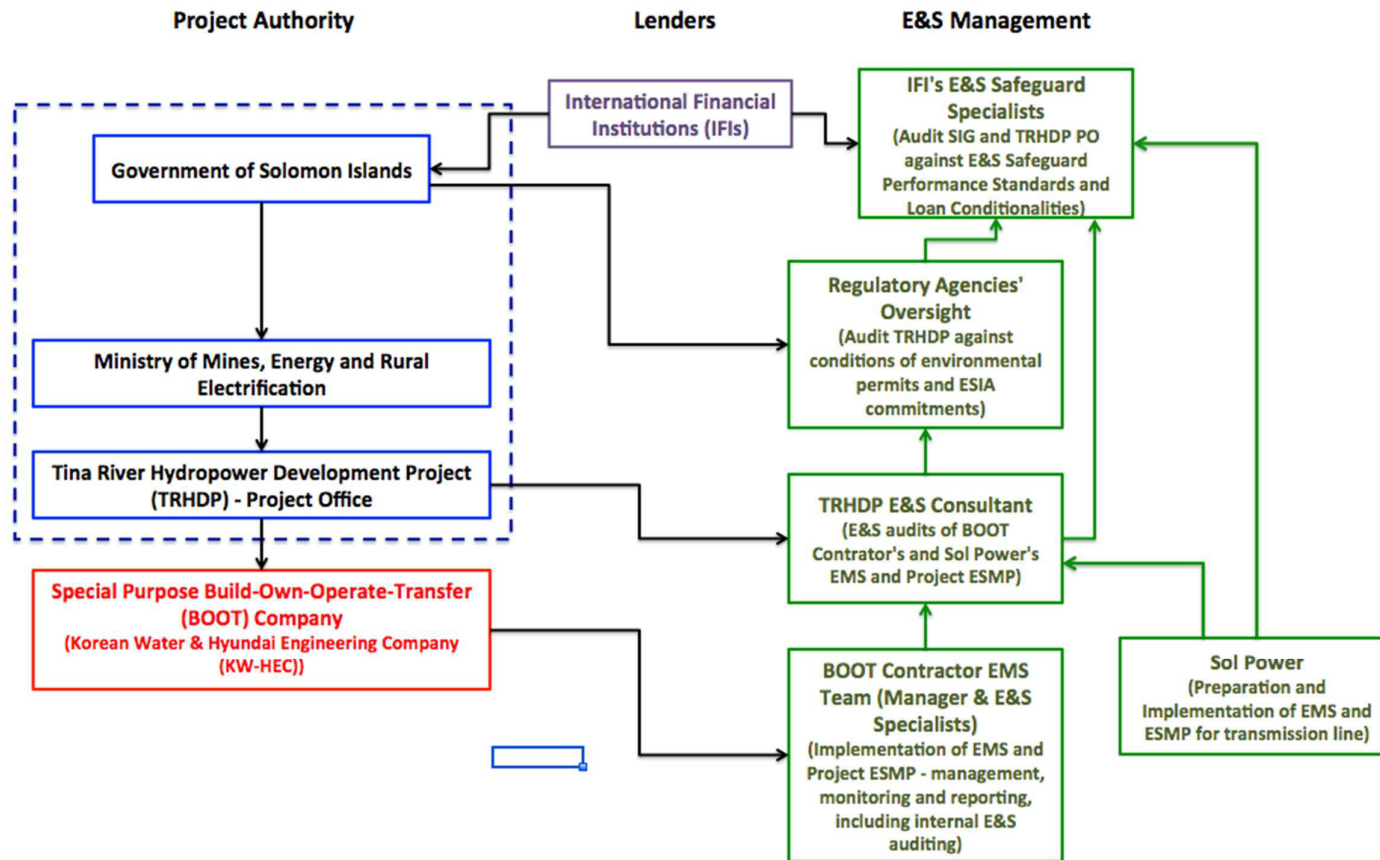 Project Authority
Lenders
E&S Management
International Financial
Institutions (IFIs)
IFI's E&S Safeguard
Specialists
(Audit SIG and TRHDP PO
against E&S Safeguard
Performance Standards and
Loan Conditionalities)
Government of Solomon Islands
Regulatory Agencies'
Oversight
(Audit TRHDP against
conditions of environmental
permits and ESIA
commitments)
Ministry of Mines, Energy and Rural
Electrification
Tina River Hydropower Development Project
(TRHDP) - Project Office
TRHDP E&S Consultant
(E&S audits of BOOT
Contrator's and Sol Power's
EMS and Project ESMP)
Special Purpose Build-Own-Operate-Transfer
(BOOT) Company
(Korean Water & Hyundai Engineering Company
(KW-HEC))
BOOT Contractor EMS
Team (Manager & E&S
Specialists)
(Implementation of EMS and
Project ESMP - management,
monitoring and reporting,
including internal E&S
auditing)
Sol Power
(Preparation and
Implementation of EMS and
ESMP for transmission line)